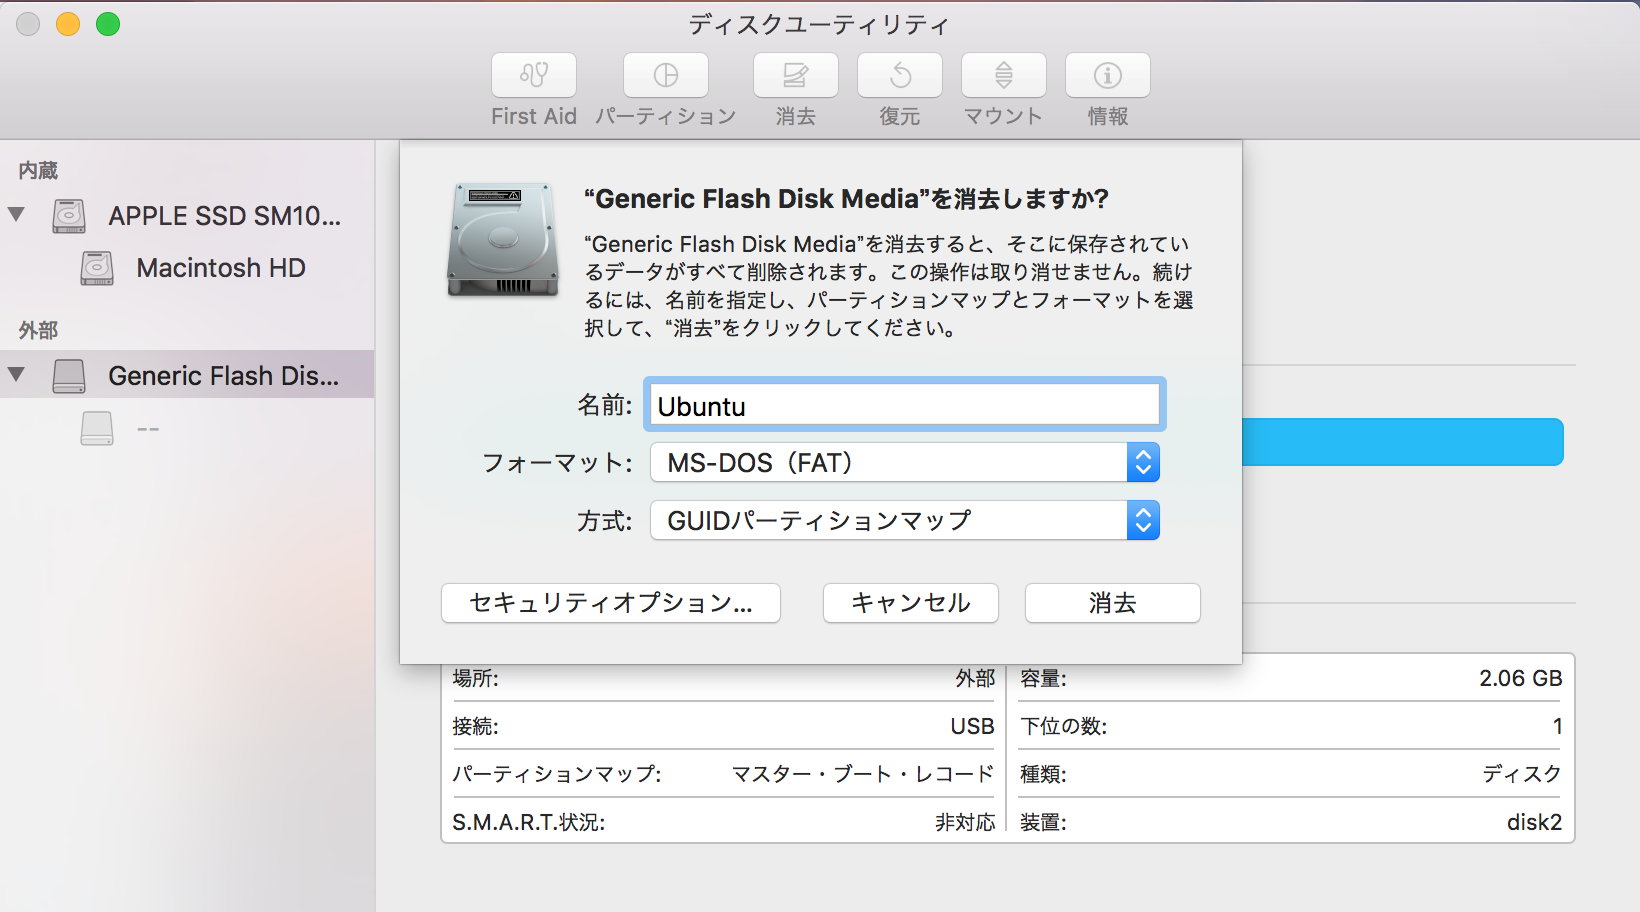 ディスクユーティリティ
First Aid パーティション 消去 復元 マウント 情報
内蔵
APPLE SSD SM10...
Macintosh HD
外部
Generic Flash Dis...
--
“Generic Flash Disk Media”を消去しますか?
“Generic Flash Disk Media”を消去すると、そこに保存されてい
るデータがすべて削除されます。この操作は取り消せません。続け
るには、名前を指定し、パーティションマップとフォーマットを選
択して、“消去”をクリックしてください。
名前: Ubuntu
フォーマット: MS-DOS（FAT）
方式: GUIDパーティションマップ
セキュリティオプション... キャンセル 消去
場所: 外部 容量: 2.06 GB
接続: USB 下位の数: 1
パーティションマップ: マスター・ブート・レコード 種類: ディスク
S.M.A.R.T.状況: 非対応 装置: disk2